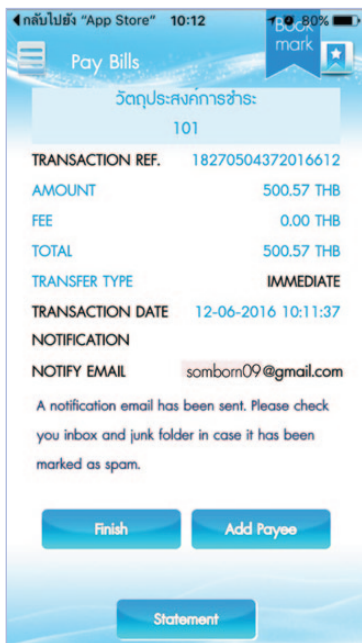 กลับไปยัง "App Store" 10:12 80%
Pay Bills
Book
mark
วัตถุประสงค์การชำระ
101
TRANSACTION REF. 18270504372016612
AMOUNT 500.57 THB
FEE 0.00 THB
TOTAL 500.57 THB
TRANSFER TYPE IMMEDIATE
TRANSACTION DATE 12-06-2016 10:11:37
NOTIFICATION
NOTIFY EMAIL somborn09@gmail.com
A notification email has been sent. Please check
you inbox and junk folder in case it has been
marked as spam.
Finish Add Payee
Statement